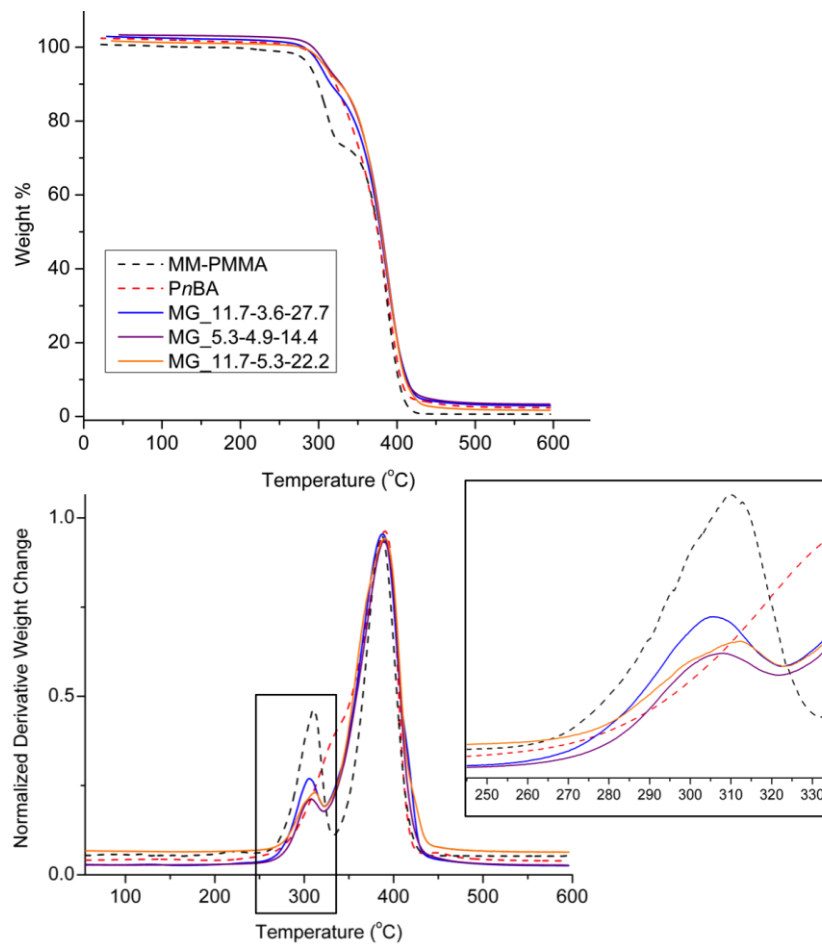 100
80
60
40
20
0
Weight %
MM-PMMA
PnBA
MG_11.7-3.6-27.7
MG_5.3-4.9-14.4
MG_11.7-5.3-22.2
0 100 200 300 400 500 600
Temperature (°C)
1.0
0.5
0.0
Normalized Derivative Weight Change
250 260 270 280 290 300 310 320 330
100 200 300 400 500 600
Temperature (°C)